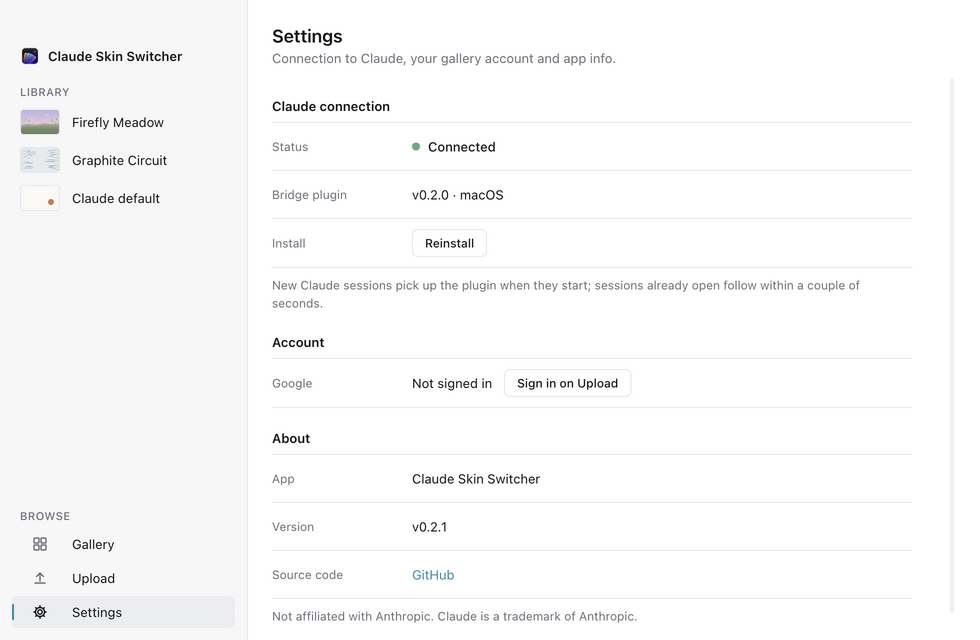 Claude Skin Switcher
LIBRARY
Firefly Meadow
Graphite Circuit
Claude default
BROWSE
Gallery
Upload
Settings
Settings
Connection to Claude, your gallery account and app info.
Claude connection
Status
Connected
Bridge plugin
v0.2.0 · macOS
Install
Reinstall
New Claude sessions pick up the plugin when they start; sessions already open follow within a couple of
seconds.
Account
Google
Not signed in
Sign in on Upload
About
App
Claude Skin Switcher
Version
v0.2.1
Source code
GitHub
Not affiliated with Anthropic. Claude is a trademark of Anthropic.